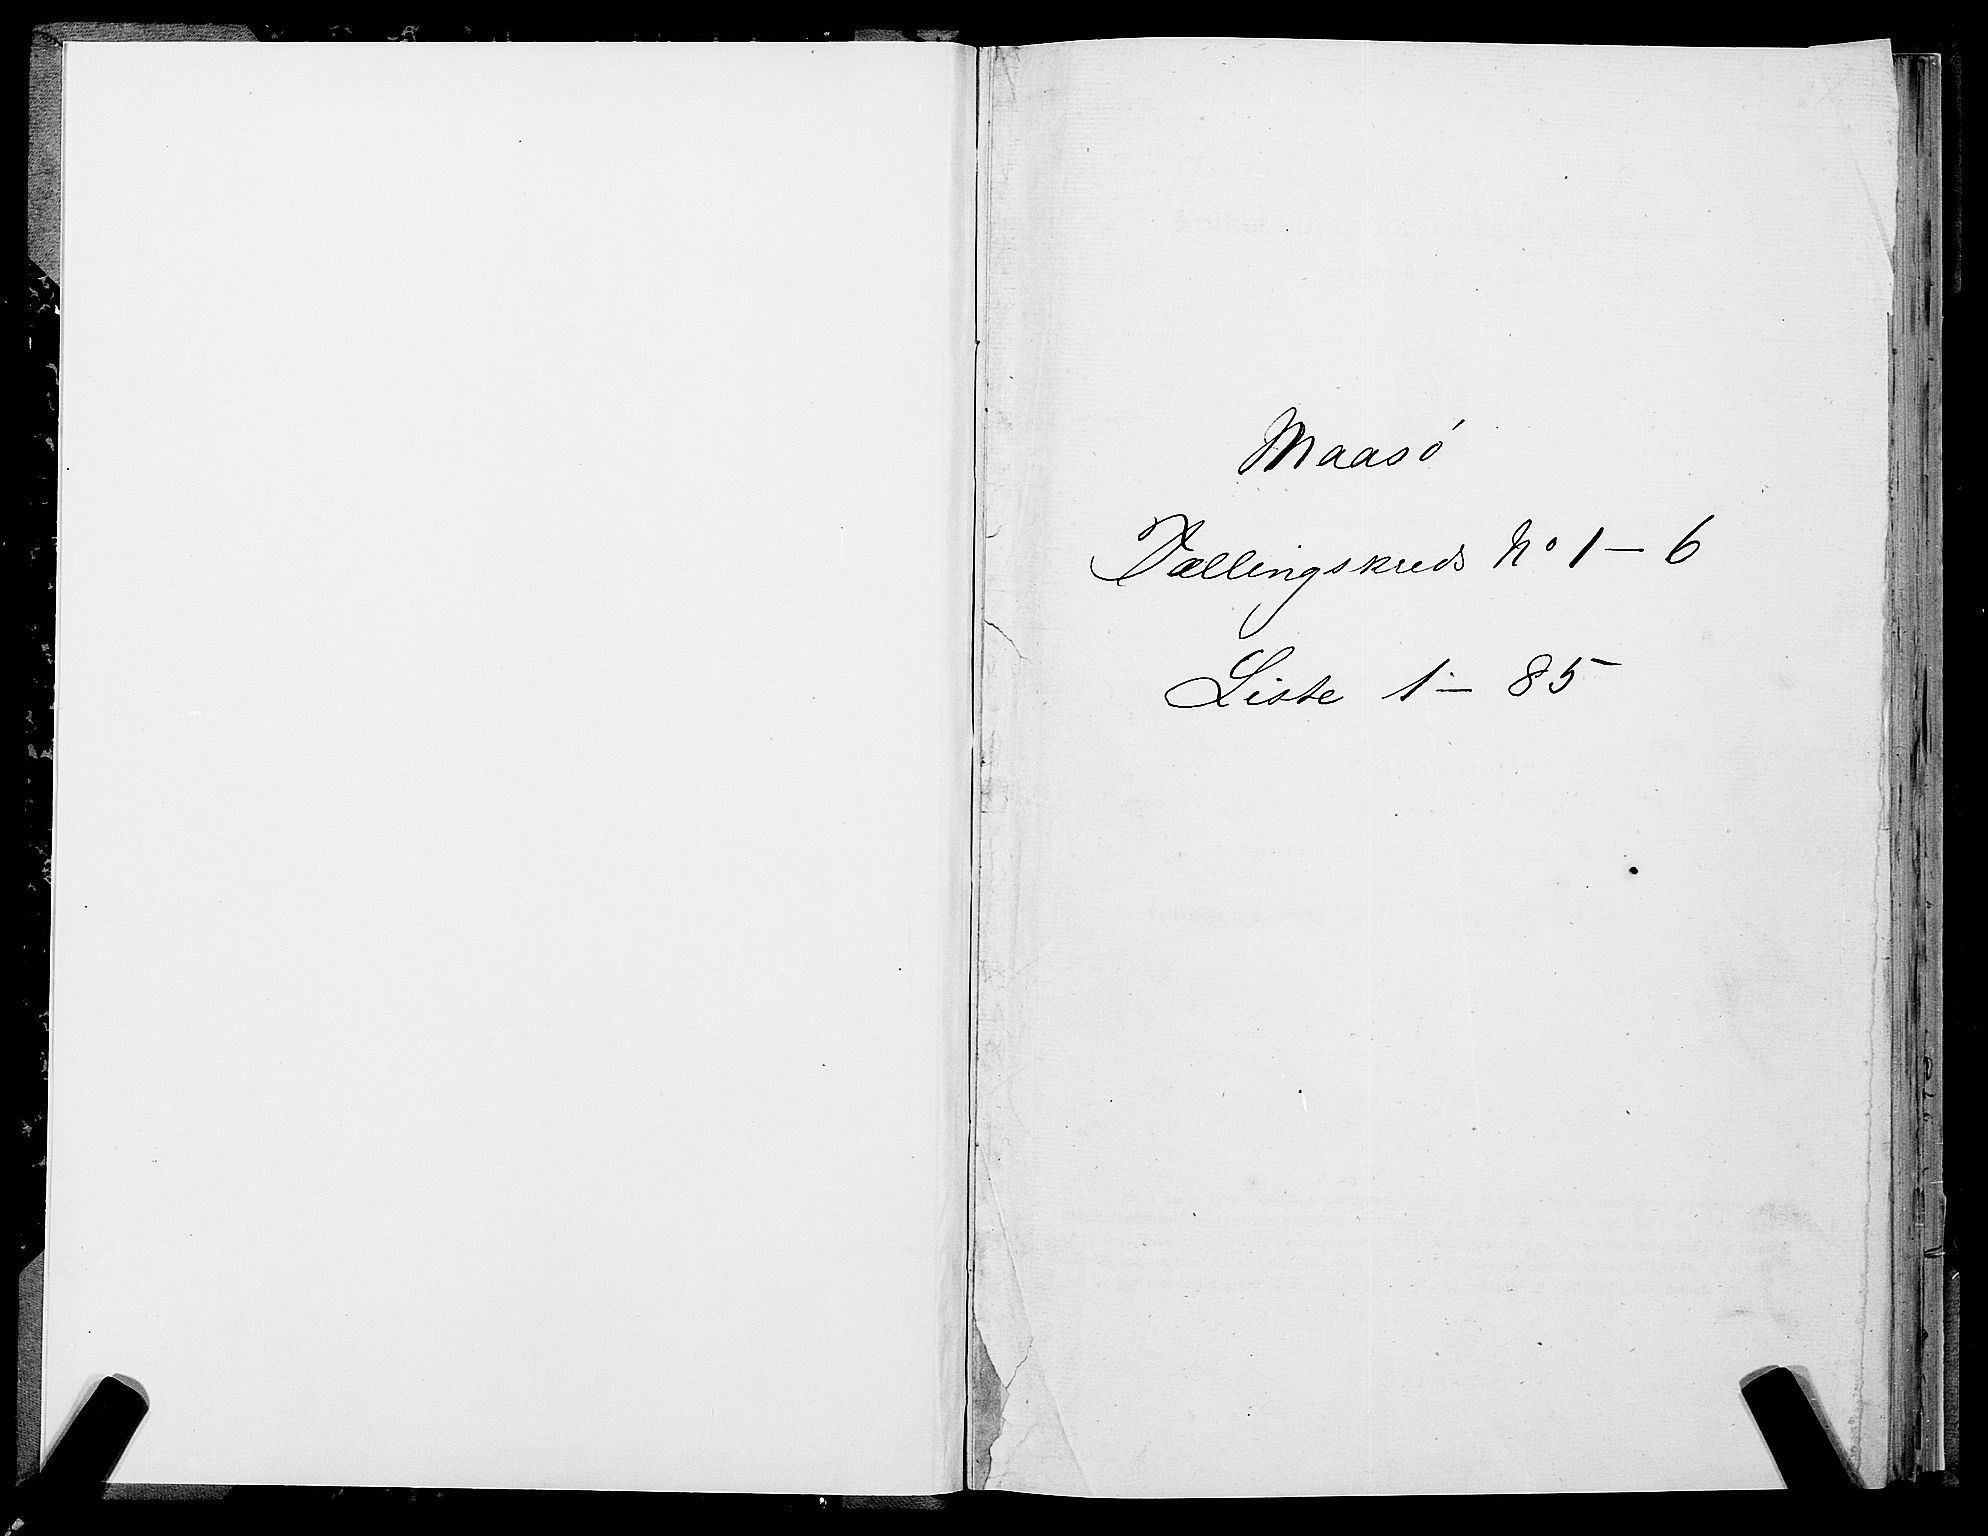 Maasö
Tællingskreds No 1 — 6
Liste 1 — 85